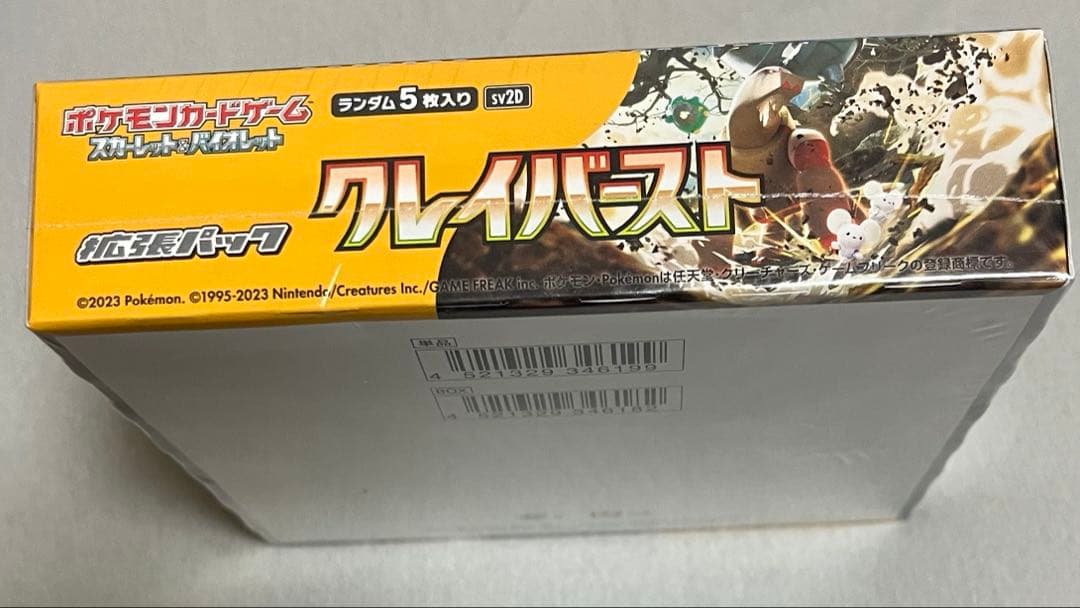 ポケモンカードゲーム
スカーレット&バイオレット
ランダム5枚入り
sv2D
クレイバースト
拡張パック
©2023 Pokémon. ©1995-2023 Nintendo/Creatures Inc./GAME FREAK inc. ポケモン・Pokémonは任天堂・クリーチャーズ・ゲームフリークの登録商標です。
単品
4 521329 346199
BOX
4 521329 346182